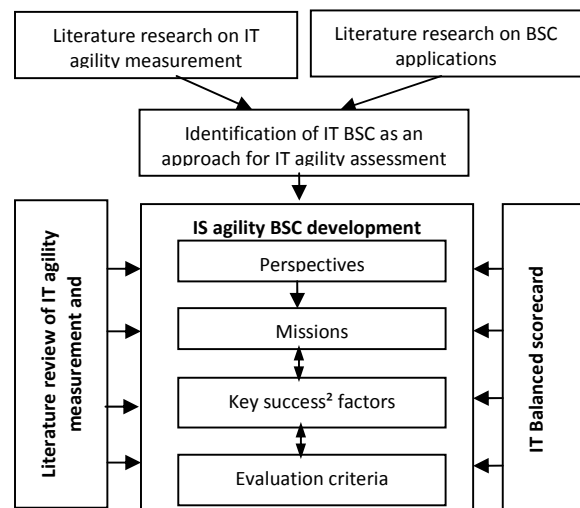 Literature research on IT
agility measurement
Literature research on BSC
applications
Identification of IT BSC as an
approach for IT agility assessment
Literature review of IT agility
measurement and
IS agility BSC development
Perspectives
Missions
Key success² factors
Evaluation criteria
IT Balanced scorecard